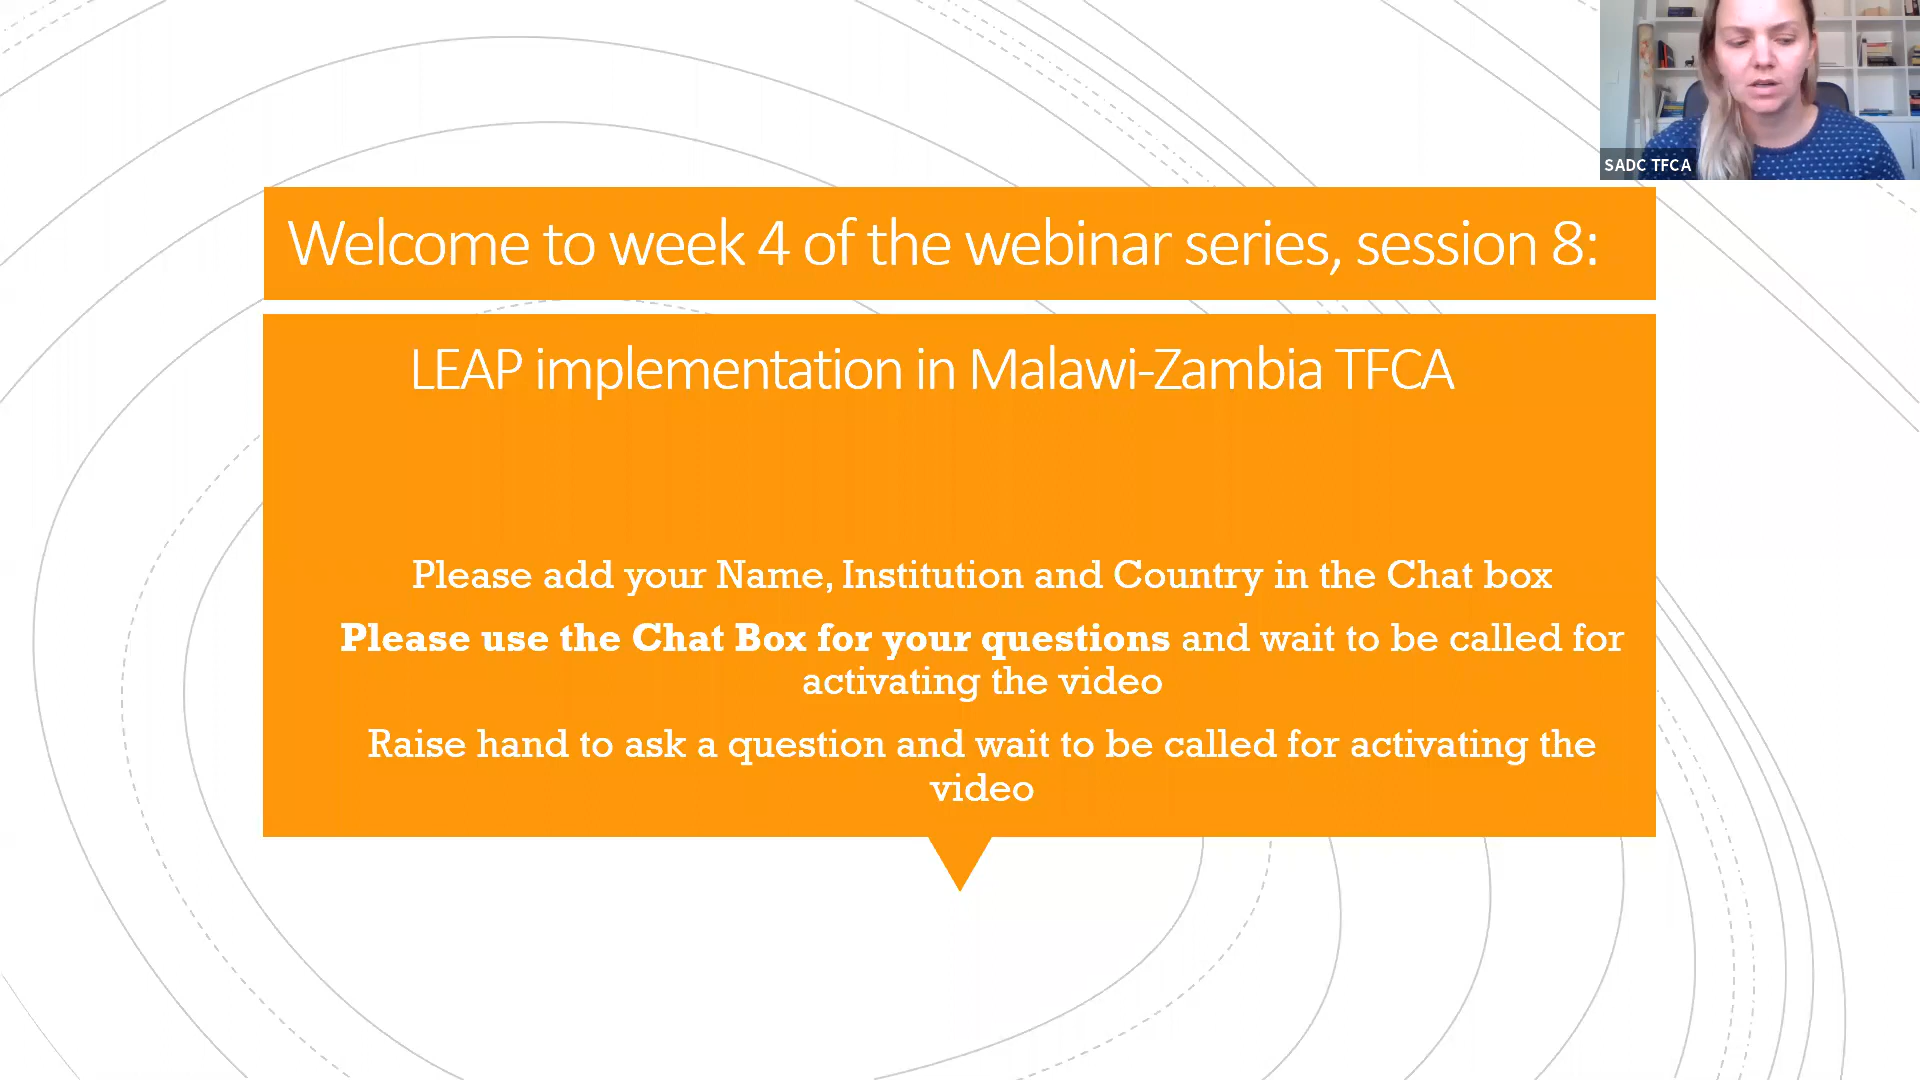 SADC TFCA
Welcome to week 4 of the webinar series, session 8:
LEAP implementation in Malawi-Zambia TFCA
Please add your Name, Institution and Country in the Chat box
Please use the Chat Box for your questions and wait to be called for
activating the video
Raise hand to ask a question and wait to be called for activating the
video